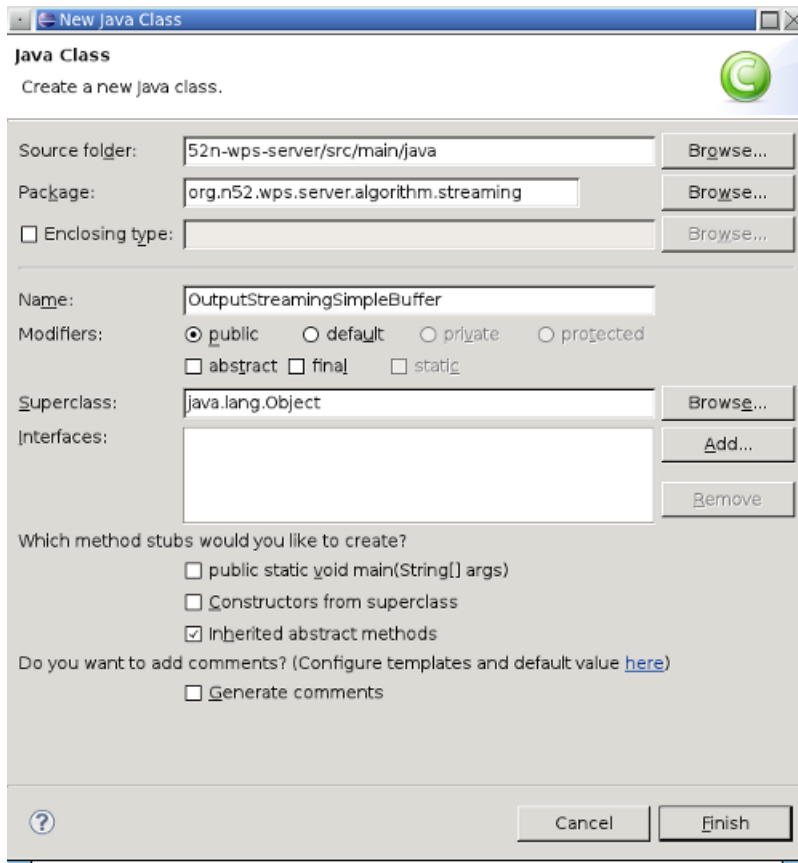 New Java Class
Java Class
Create a new Java class.
C
Source folder: 52n-wps-server/src/main/java Browse...
Package: org.n52.wps.server.algorithm.streaming Browse...
Enclosing type: Browse...
Name: OutputStreamingSimpleBuffer
Modifiers: public default private protected
abstract final static
Superclass: java.lang.Object Browse...
Interfaces: Add...
Remove
Which method stubs would you like to create?
public static void main(String[] args)
Constructors from superclass
Inherited abstract methods
Do you want to add comments? (Configure templates and default value here)
Generate comments
? Cancel Finish